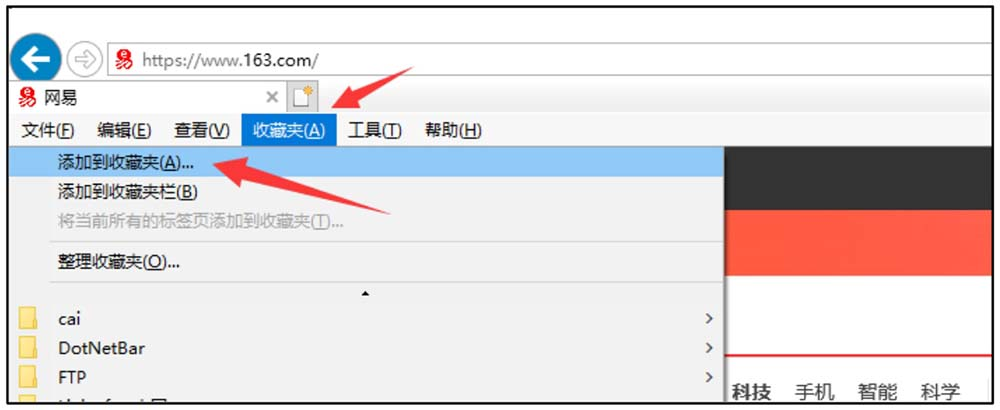 https://www.163.com/
网易
文件(F) 编辑(E) 查看(V) 收藏夹(A) 工具(T) 帮助(H)
添加到收藏夹(A)...
添加到收藏夹栏(B)
将当前所有的标签页添加到收藏夹(T)...
整理收藏夹(O)...
cai
DotNetBar
FTP
科技 手机 智能 科学